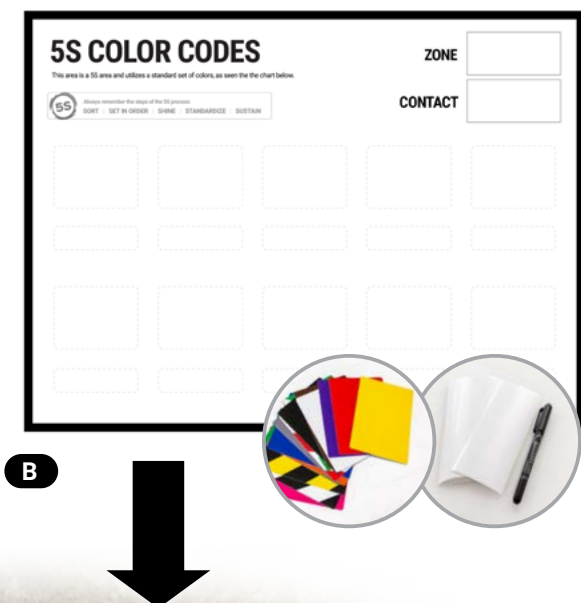 5S COLOR CODES
This area is a 5S area and utilizes a standard set of colors, as seen the the chart below.
ZONE
CONTACT
5S
Always remember the steps of the 5S process:
SORT | SET IN ORDER | SHINE | STANDARDIZE | SUSTAIN
B